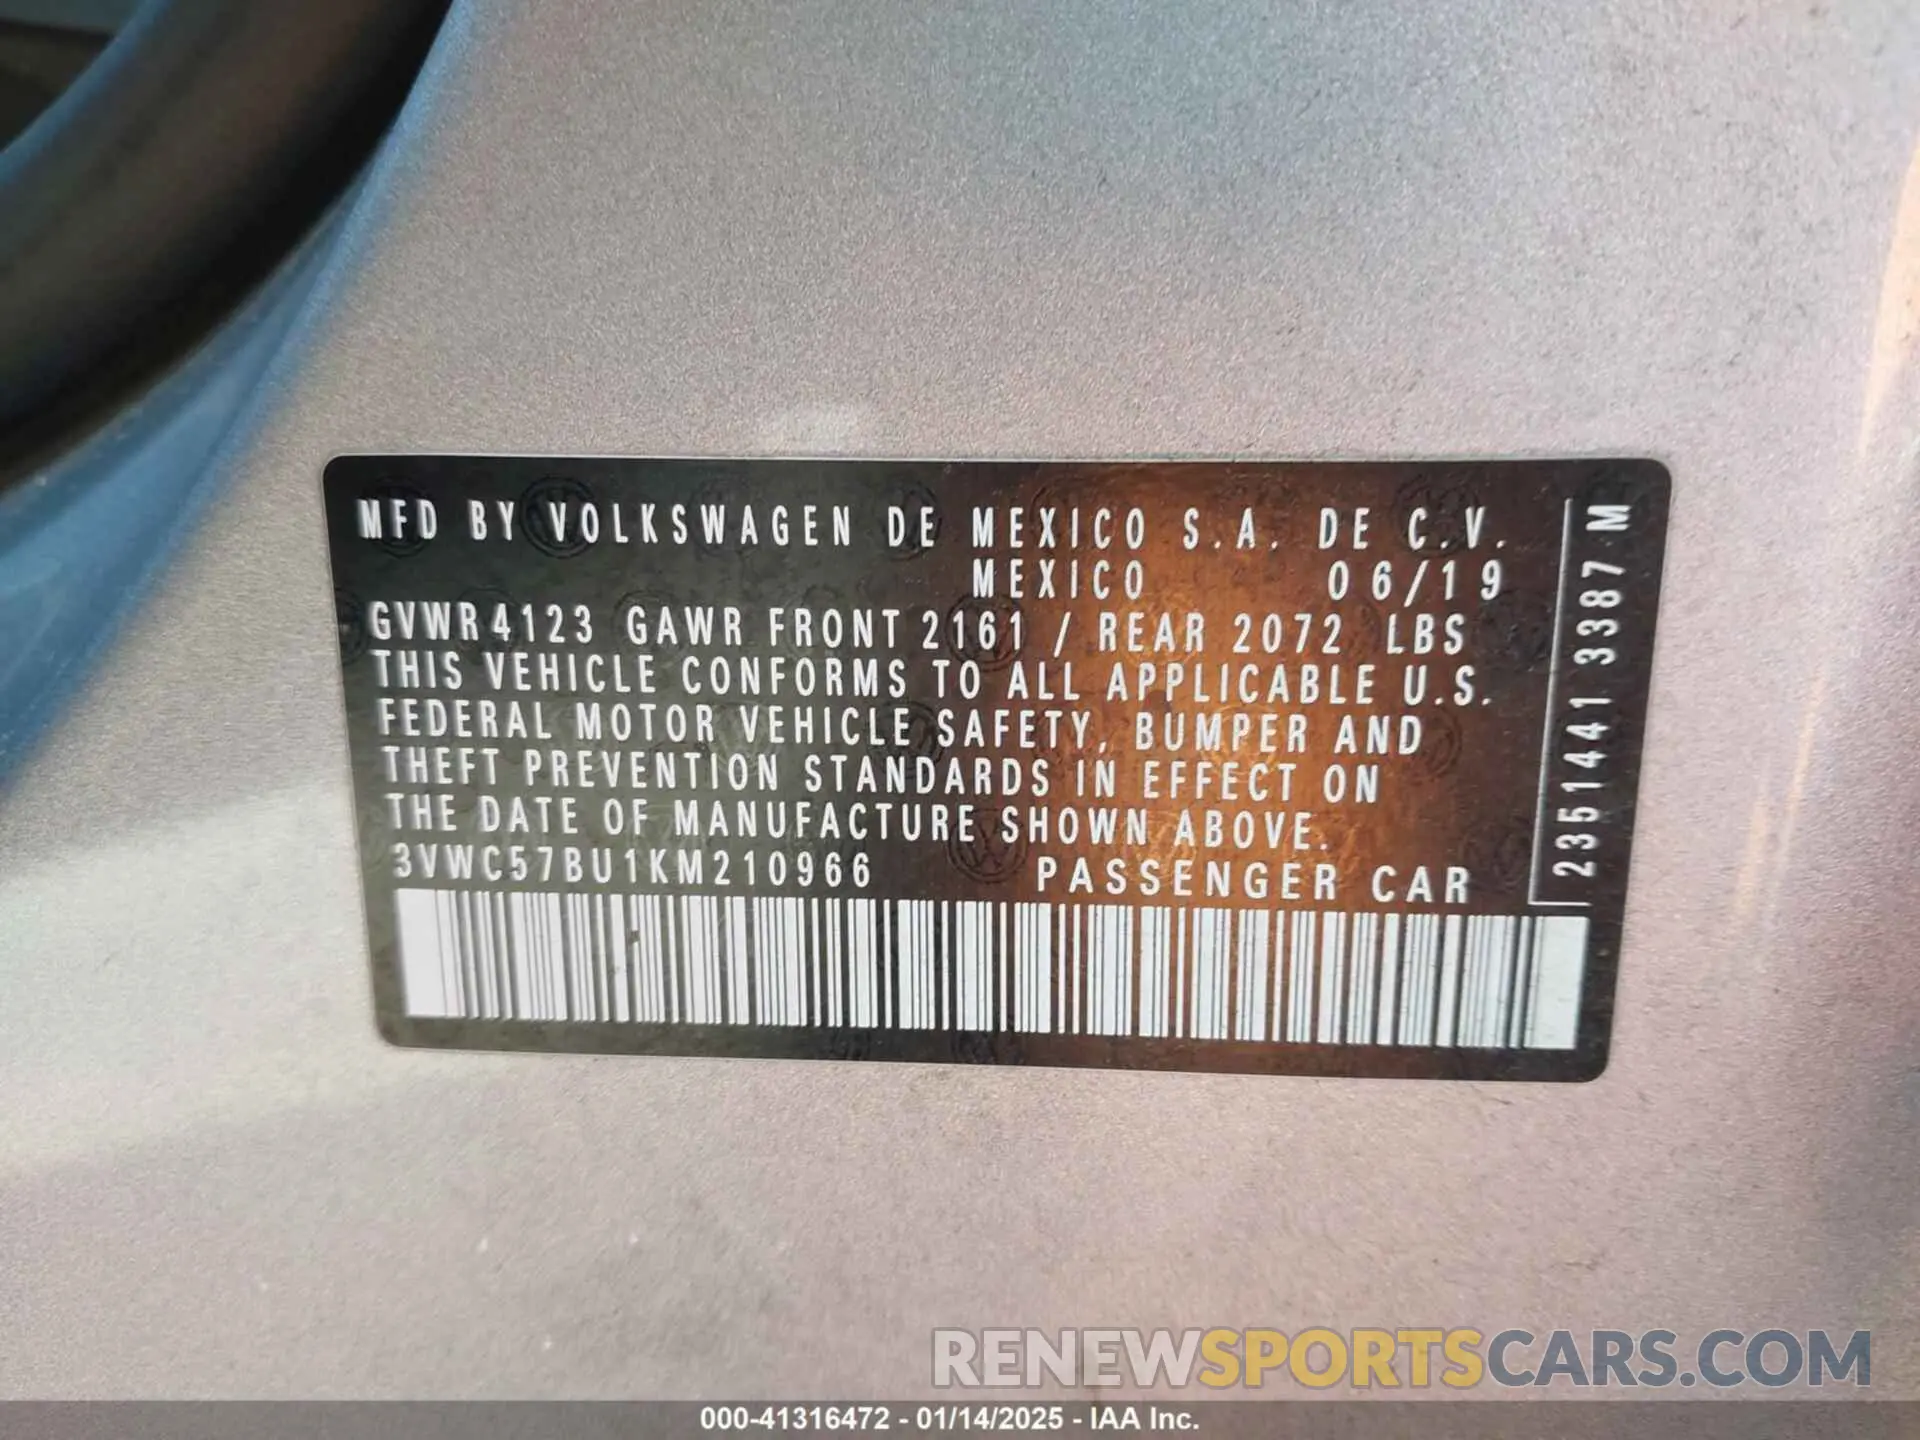 MFD BY VOLKSWAGEN DE MEXICO S.A. DE C.V.
MEXICO 06/19
GVWR 4123 GAWR FRONT 2161 / REAR 2072 LBS
THIS VEHICLE CONFORMS TO ALL APPLICABLE U.S.
FEDERAL MOTOR VEHICLE SAFETY, BUMPER AND
THEFT PREVENTION STANDARDS IN EFFECT ON
THE DATE OF MANUFACTURE SHOWN ABOVE.
3VWC57BU1KM210966 PASSENGER CAR
2351441 3387 M
RENEWSPORTSCARS.COM
000-41316472 - 01/14/2025 - IAA Inc.